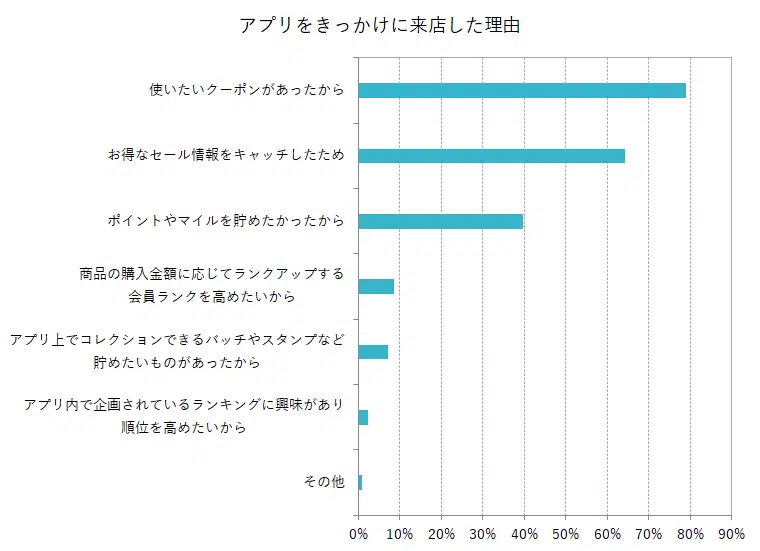 アプリをきっかけに来店した理由
使いたいクーポンがあったから
お得なセール情報をキャッチしたため
ポイントやマイルを貯めたかったから
商品の購入金額に応じてランクアップする
会員ランクを高めたいから
アプリ上でコレクションできるバッチやスタンプなど
貯めたいものがあったから
アプリ内で企画されているランキングに興味があり
順位を高めたいから
その他
0% 10% 20% 30% 40% 50% 60% 70% 80% 90%